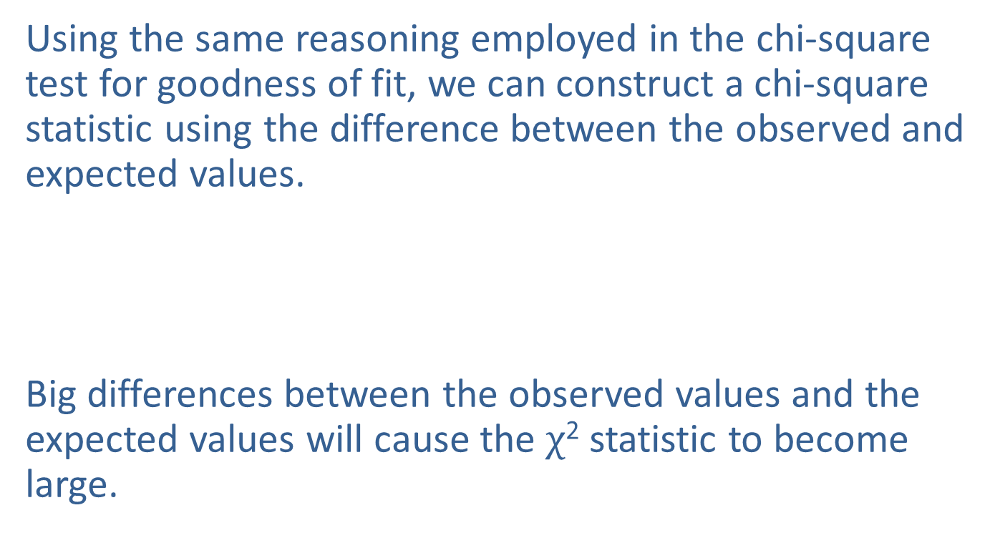 Using the same reasoning employed in the chi-square
test for goodness of fit, we can construct a chi-square
statistic using the difference between the observed and
expected values.
Big differences between the observed values and the
expected values will cause the χ² statistic to become
large.